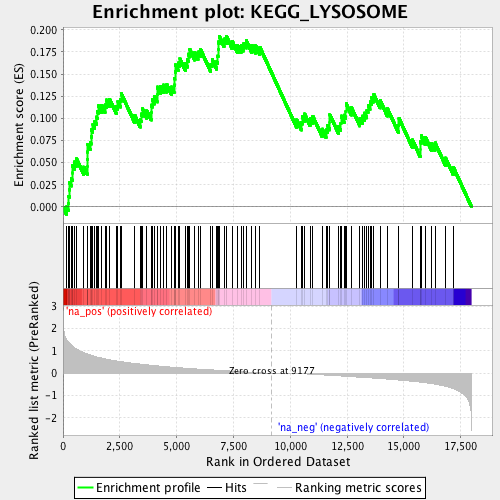 Enrichment plot: KEGG_LYSOSOME
Enrichment score (ES)
0.200
0.175
0.150
0.125
0.100
0.075
0.050
0.025
0.000
Ranked list metric (PreRanked)
'na_pos' (positively correlated)
3
2
1
0
-1
-2
Zero cross at 9177
'na_neg' (negatively correlated)
0
2,500
5,000
7,500
10,000
12,500
15,000
17,500
Rank in Ordered Dataset
Enrichment profile
Hits
Ranking metric scores